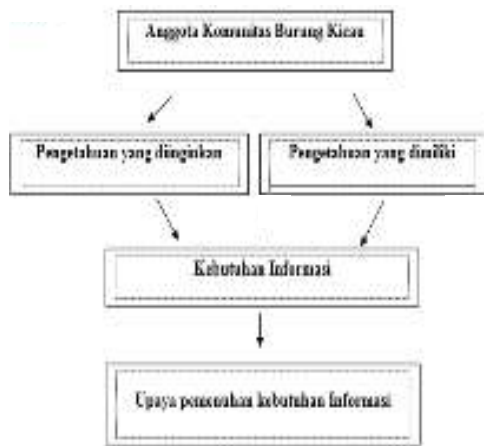 Anggota Komunitas Burung Kicau
Pengetahuan yang diinginkan
Pengetahuan yang dimiliki
Kebutuhan Informasi
Upaya pemenuhan kebutuhan Informasi